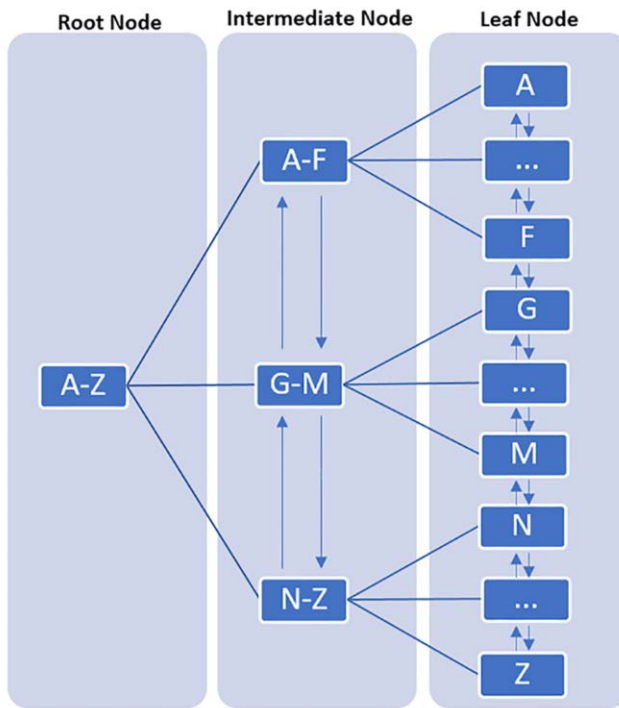 Root Node
Intermediate Node
Leaf Node
A
A-F
...
F
G
A-Z
G-M
...
M
N
N-Z
...
Z